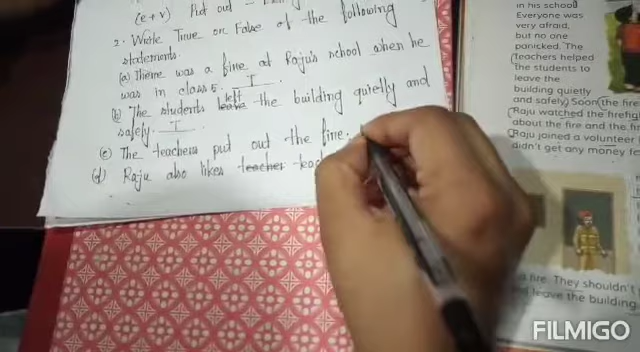 (e+v) Put out -
2. Write True or False of the following
statements.
(a) There was a fire at Raju's school when he
was in class 5. T
(b) The students leave left the building quietly and
safely. T
(c) The teachers put out the fire.
(d) Raju also likes teacher
in his school
Everyone was
very afraid,
but no one
panicked. The
(teachers helped
the students to
leave the
building quietly
and safely) Soon (the fire
Raju watched the firefig
about the fire and the fi
(Raju joined a volunteer
didn't get any money f
fire. They shouldn't
leave the building
FILMIGO